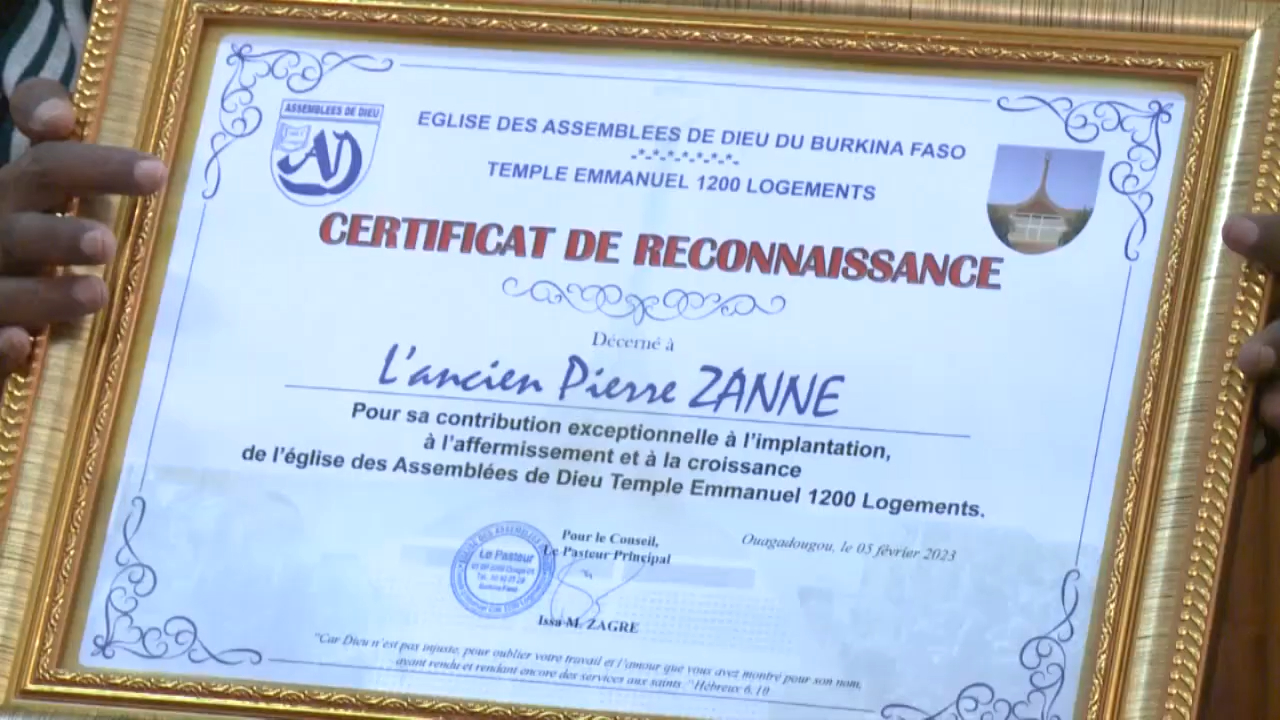 ASSEMBLEES DE DIEU
AD
EGLISE DES ASSEMBLEES DE DIEU DU BURKINA FASO
*-*-*-*-*-*-*-*
TEMPLE EMMANUEL 1200 LOGEMENTS
CERTIFICAT DE RECONNAISSANCE
Décerné à
L'ancien Pierre ZANNE
Pour sa contribution exceptionnelle à l'implantation,
à l'affermissement et à la croissance
de l'église des Assemblées de Dieu Temple Emmanuel 1200 Logements.
Pour le Conseil,
Le Pasteur Principal
Ouagadougou, le 05 février 2023
Le Pasteur
Burkina Faso
Issa M. ZAGRE
"Car Dieu n'est pas injuste, pour oublier votre travail et l'amour que vous avez montré pour son nom,
ayant rendu et rendant encore des services aux saints." Hébreux 6.10